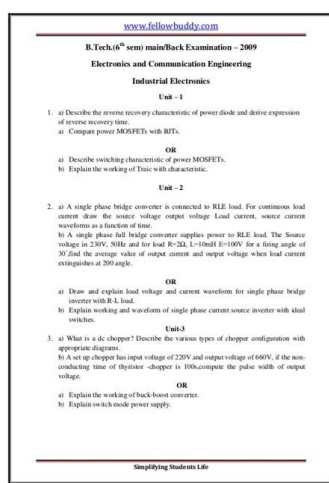 www.fellowbuddy.com
B.Tech.(6th sem) main/Back Examination – 2009
Electronics and Communication Engineering
Industrial Electronics
Unit – 1
1. a) Describe the reverse recovery characteristic of power diode and derive expression
of reverse recovery time.
a) Compare power MOSFETs with BJTs.
OR
a) Describe switching characteristic of power MOSFETs.
b) Explain the working of Traic with characteristic.
Unit – 2
2. a) A single phase bridge converter is connected to RLE load. For continuous load
current draw the source voltage output voltage Load current, source current
waveforms as a function of time.
b) A single phase full bridge converter supplies power to RLE load. The Source
voltage in 230V, 50Hz and for load R=2Ω, L=10mH E=100V for a firing angle of
30°,find the average value of output current and output voltage when load current
extinguishes at 200 angle.
OR
a) Draw and explain load voltage and current waveform for single phase bridge
inverter with R-L load.
b) Explain working and waveform of single phase current source inverter with ideal
switches.
Unit-3
3. a) What is a dc chopper? Describe the various types of chopper configuration with
appropriate diagrams.
b) A set up chopper has input voltage of 220V and output voltage of 660V, if the non-
conducting time of thyristor -chopper is 100s,compute the pulse width of output
voltage.
OR
a) Explain the working of buck-boost converter.
b) Explain switch mode power supply.
Simplifying Students Life